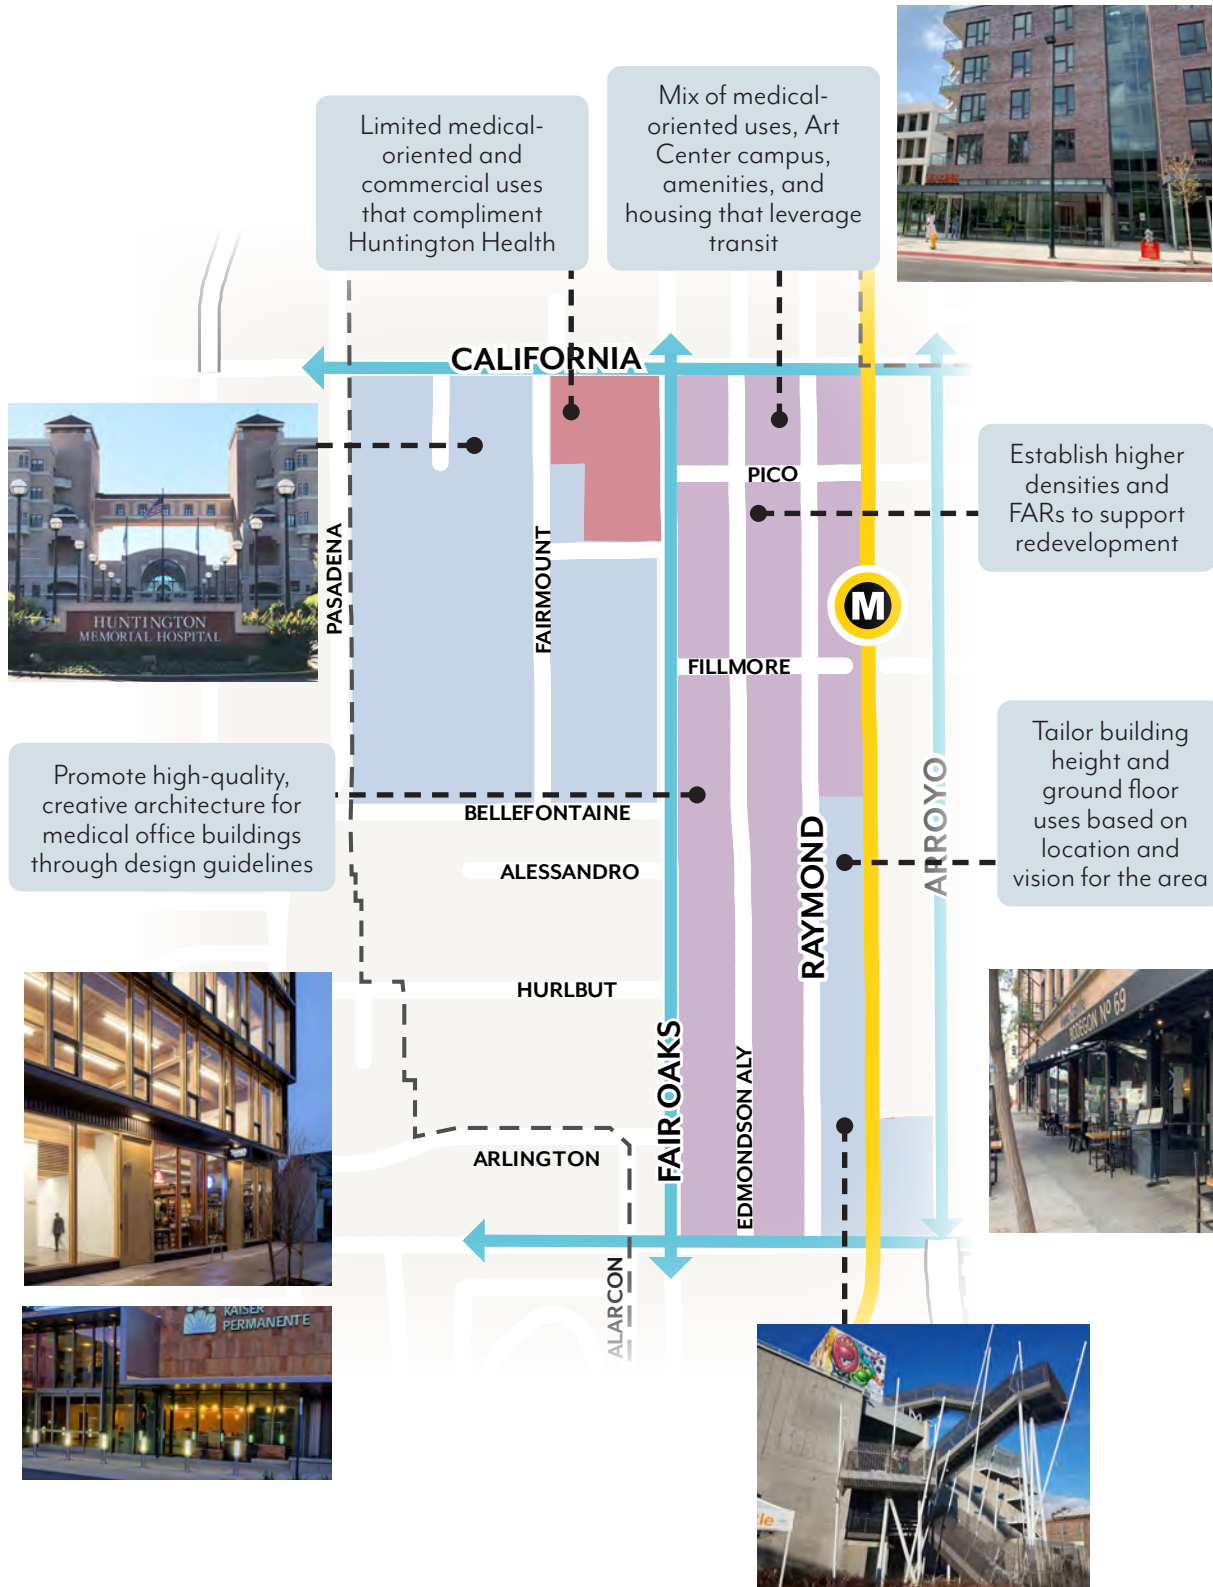 Limited medical-
oriented and
commercial uses
that compliment
Huntington Health
Mix of medical-
oriented uses, Art
Center campus,
amenities, and
housing that leverage
transit
CALIFORNIA
PICO
Establish higher
densities and
FARs to support
redevelopment
HUNTINGTON
MEMORIAL HOSPITAL
PASADENA
FAIRMOUNT
M
FILLMORE
Promote high-quality,
creative architecture for
medical office buildings
through design guidelines
BELLEFONTAINE
ALESSANDRO
RAYMOND
ARROYO
Tailor building
height and
ground floor
uses based on
location and
vision for the area
HURLBUT
FAIR OAKS
EDMONDSON ALY
BODEGON Nº 69
ARLINGTON
ALARCON
KAISER
PERMANENTE